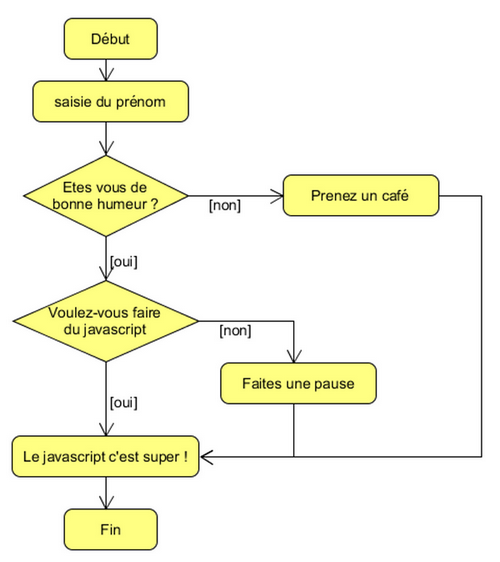 Début
saisie du prénom
Etes vous de
bonne humeur ?
[non]
Prenez un café
[oui]
Voulez-vous faire
du javascript
[non]
Faites une pause
[oui]
Le javascript c'est super !
Fin